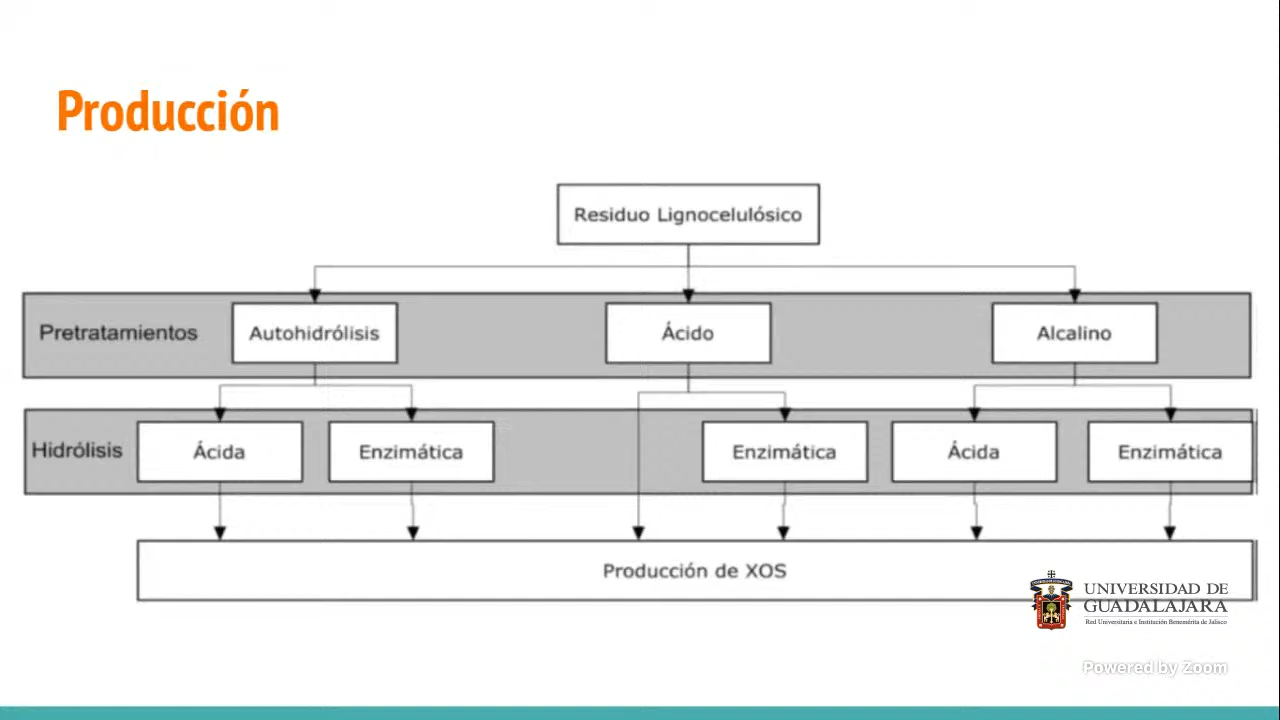 Producción
Residuo Lignocelulósico
Pretratamientos
Autohidrólisis
Ácido
Alcalino
Hidrólisis
Ácida
Enzimática
Enzimática
Ácida
Enzimática
Producción de XOS
UNIVERSIDAD DE
GUADALAJARA
Red Universitaria e Institución Benemérita de Jalisco
Powered by Zoom